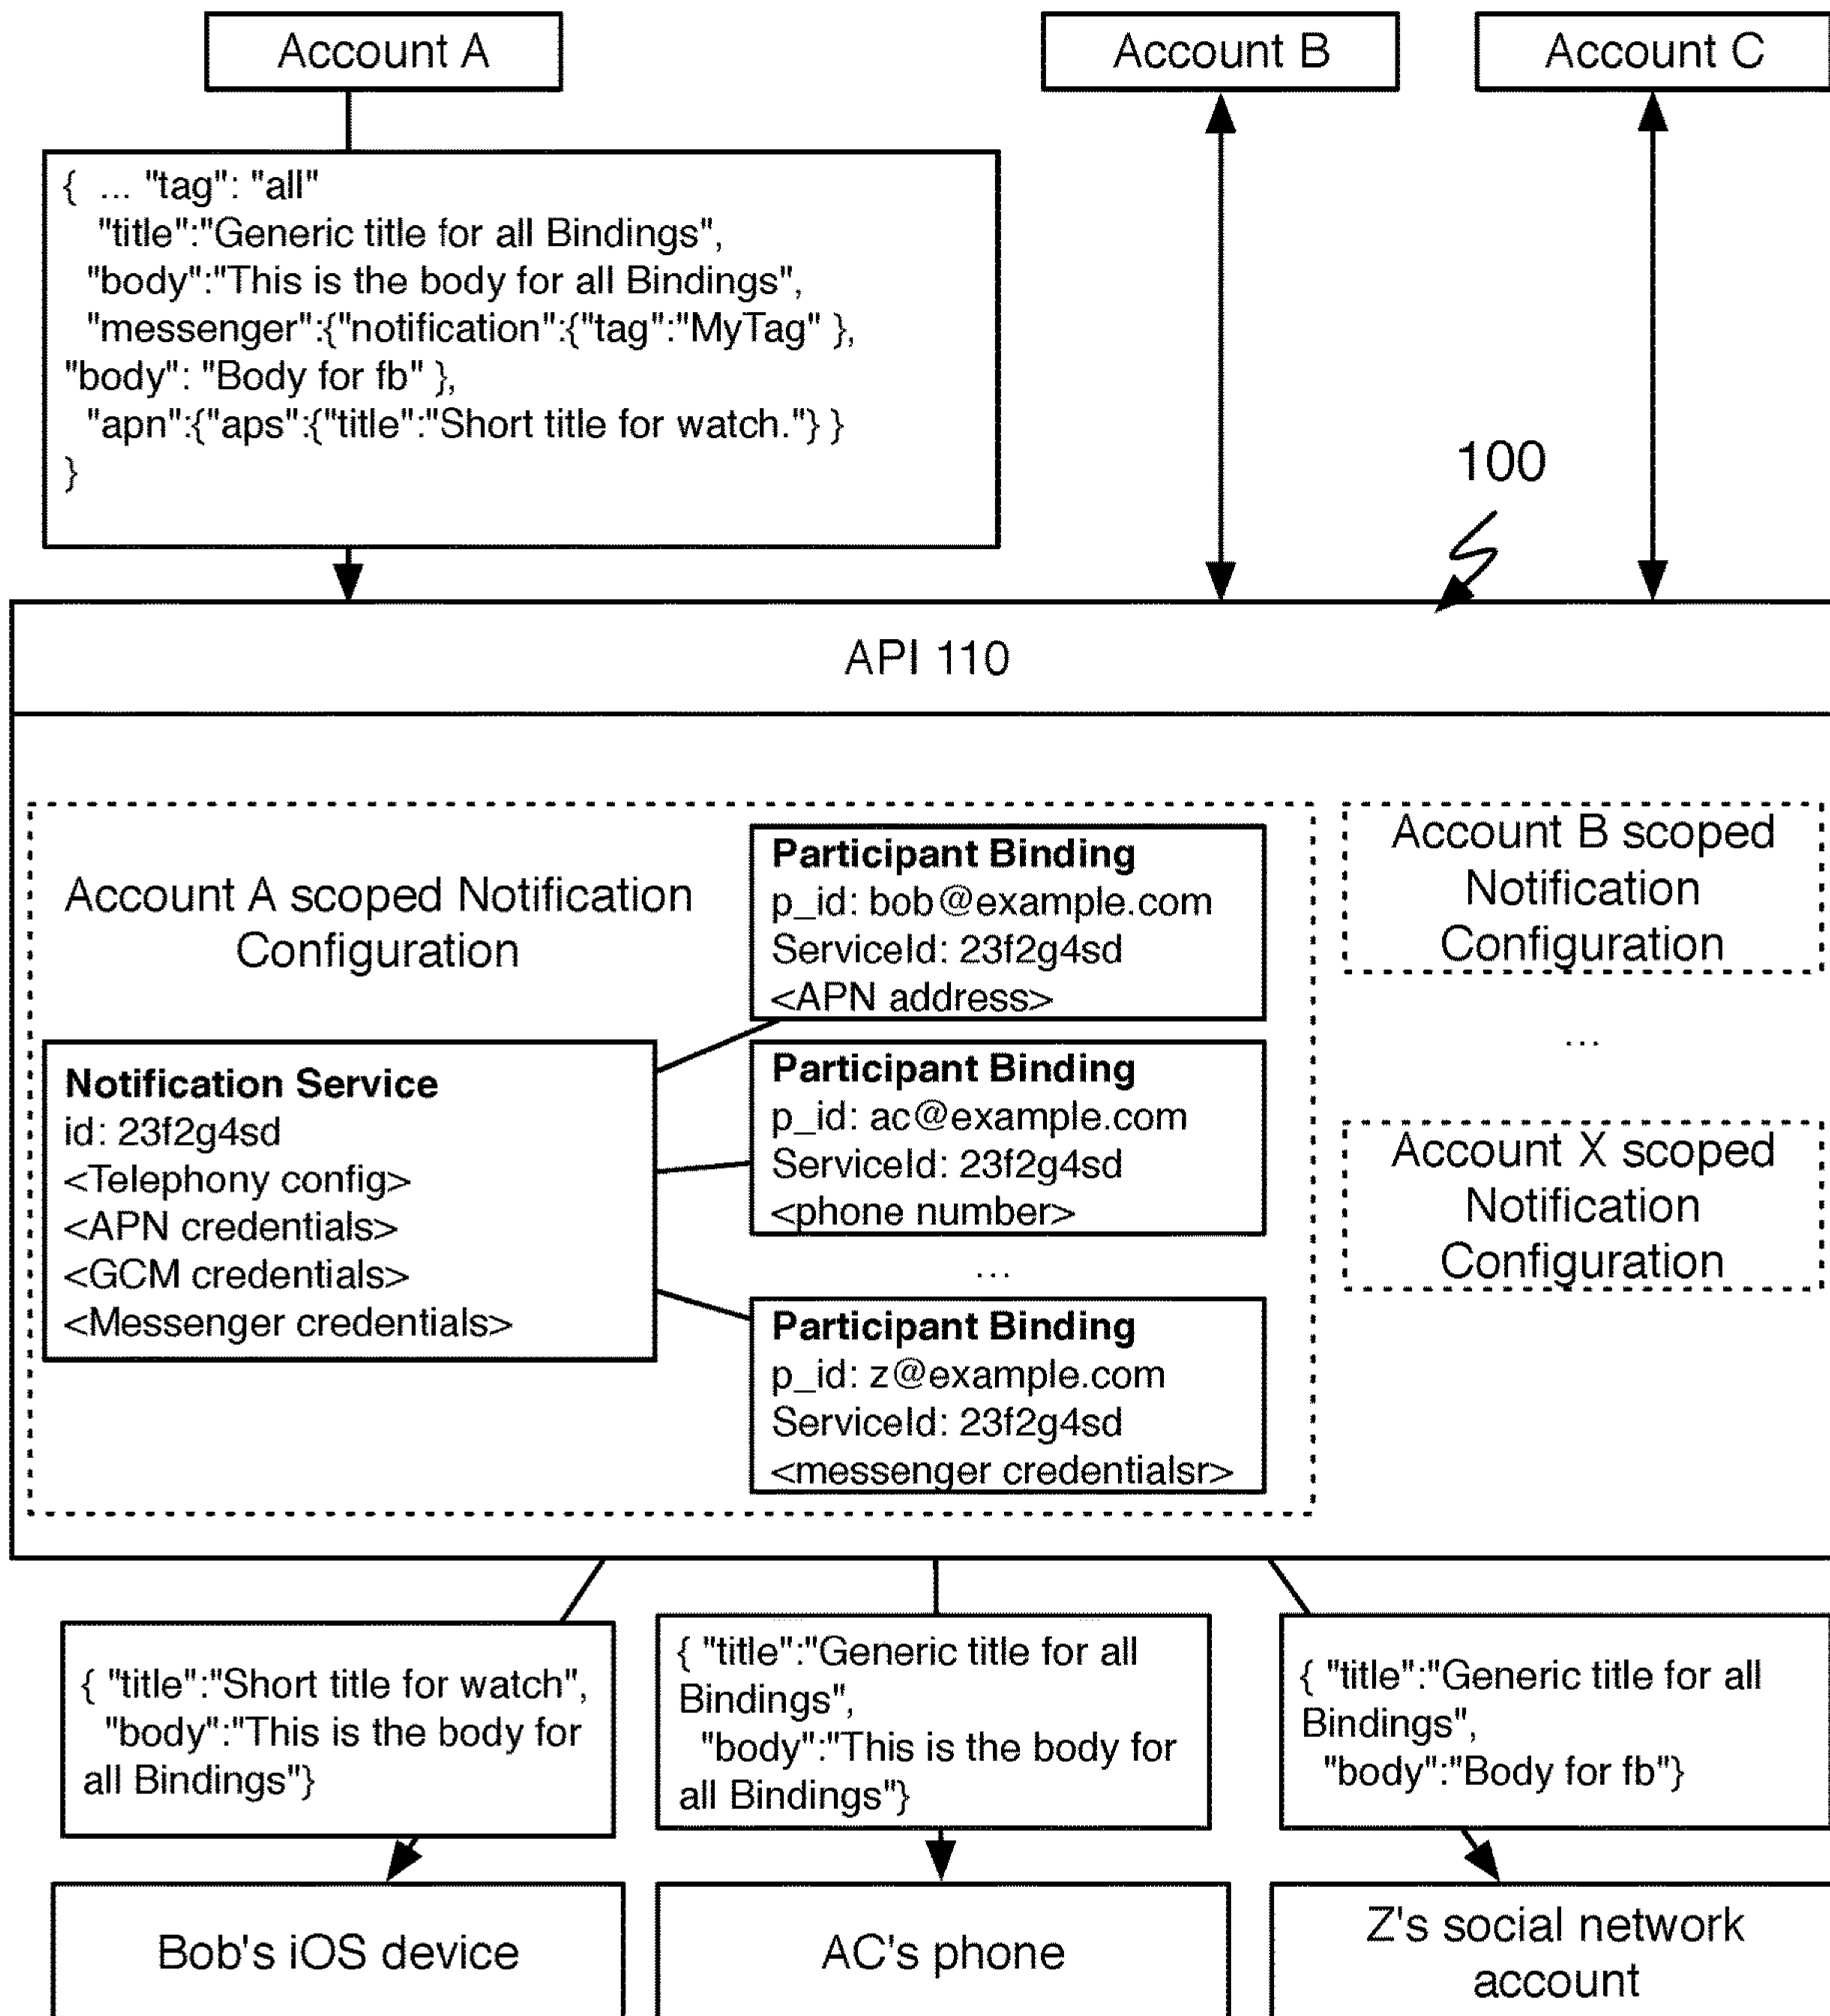 Account A
Account B
Account C
{  ... "tag": "all"
"title":"Generic title for all Bindings",
"body":"This is the body for all Bindings",
"messenger":{"notification":{"tag":"MyTag" },
"body": "Body for fb" },
"apn":{"aps":{"title":"Short title for watch."} }
}
100
API 110
Account A scoped Notification
Configuration
Participant Binding
p_id: bob@example.com
ServiceId: 23f2g4sd
<APN address>
Account B scoped
Notification
Configuration
...
Account X scoped
Notification
Configuration
Notification Service
id: 23f2g4sd
<Telephony config>
<APN credentials>
<GCM credentials>
<Messenger credentials>
Participant Binding
p_id: ac@example.com
ServiceId: 23f2g4sd
<phone number>
...
Participant Binding
p_id: z@example.com
ServiceId: 23f2g4sd
<messenger credentialsr>
{ "title":"Short title for watch",
"body":"This is the body for
all Bindings"}
{ "title":"Generic title for all
Bindings",
"body":"This is the body for
all Bindings"}
{ "title":"Generic title for all
Bindings",
"body":"Body for fb"}
Bob's iOS device
AC's phone
Z's social network
account